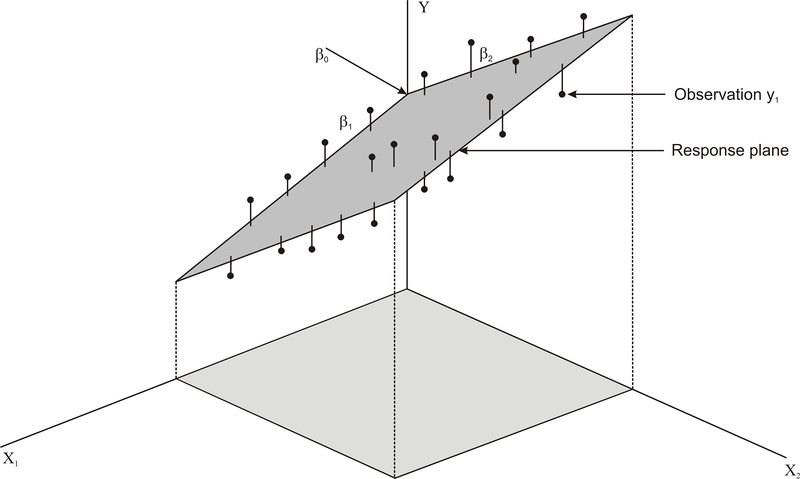 Y
β₀
β₂
β₁
Observation y₁
Response plane
X₁
X₂